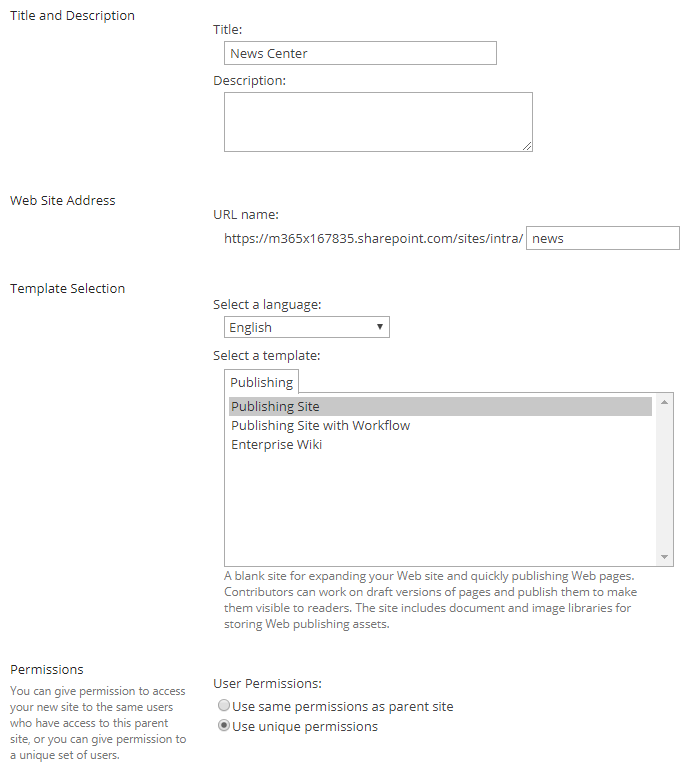 Title and Description
Title:
News Center
Description:
Web Site Address
URL name:
https://m365x167835.sharepoint.com/sites/intra/ news
Template Selection
Select a language:
English
Select a template:
Publishing
Publishing Site
Publishing Site with Workflow
Enterprise Wiki
A blank site for expanding your Web site and quickly publishing Web pages.
Contributors can work on draft versions of pages and publish them to make
them visible to readers. The site includes document and image libraries for
storing Web publishing assets.
Permissions
You can give permission to access
your new site to the same users
who have access to this parent
site, or you can give permission to
a unique set of users.
User Permissions:
Use same permissions as parent site
Use unique permissions